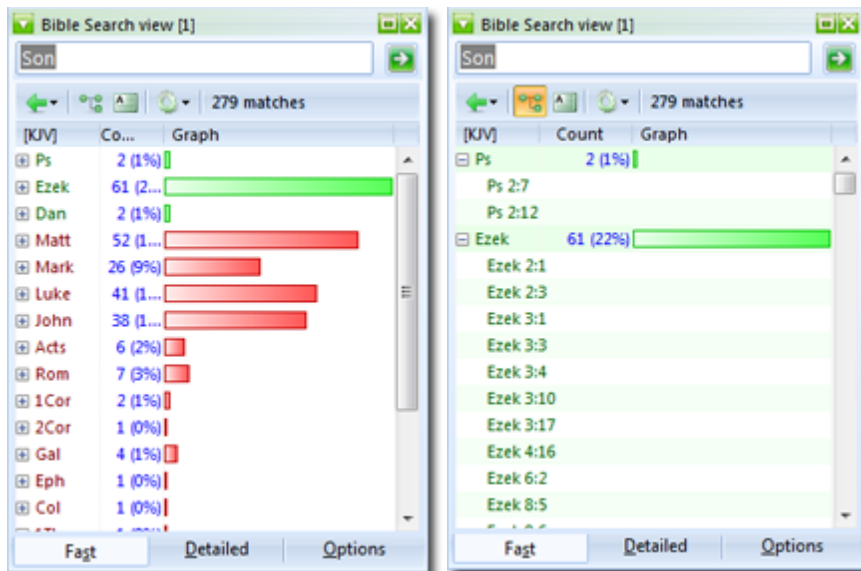 Bible Search view [1]
Son
279 matches
[KJV] Co... Graph
Ps 2 (1%)
Ezek 61 (2...
Dan 2 (1%)
Matt 52 (1...
Mark 26 (9%)
Luke 41 (1...
John 38 (1...
Acts 6 (2%)
Rom 7 (3%)
1Cor 2 (1%)
2Cor 1 (0%)
Gal 4 (1%)
Eph 1 (0%)
Col 1 (0%)
Fast Detailed Options
Bible Search view [1]
Son
279 matches
[KJV] Count Graph
Ps 2 (1%)
Ps 2:7
Ps 2:12
Ezek 61 (22%)
Ezek 2:1
Ezek 2:3
Ezek 3:1
Ezek 3:3
Ezek 3:4
Ezek 3:10
Ezek 3:17
Ezek 4:16
Ezek 6:2
Ezek 8:5
Fast Detailed Options